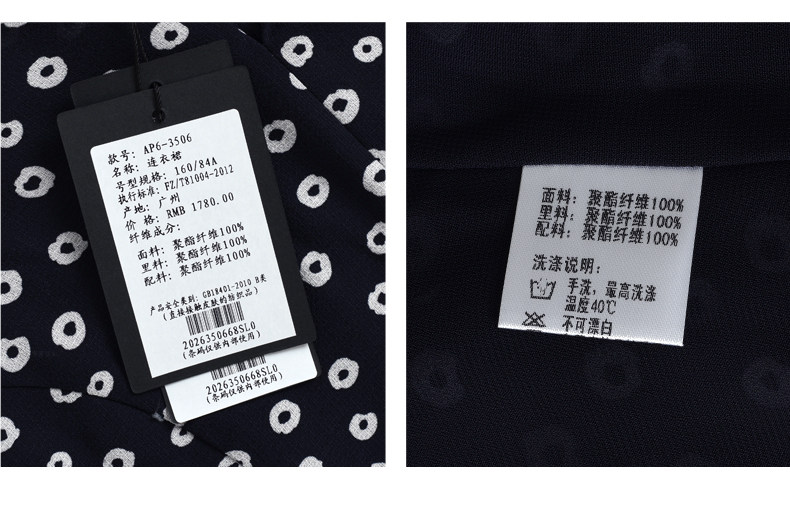 款号: AP6-3506
名称: 连衣裙
号型规格: 160/84A
执行标准: FZ/T81004-2012
产地: 广州
价 格: RMB 1780.00
纤维成分:
面料: 聚酯纤维100%
里料: 聚酯纤维100%
配料: 聚酯纤维100%
产品安全类别: GB18401-2010 B类
(直接接触皮肤的纺织品)
2026350668SL0
(条码仅供内部使用)
2026350668SL0
(条码仅供内部使用)
面料: 聚酯纤维100%
里料: 聚酯纤维100%
配料: 聚酯纤维100%
洗涤说明:
手洗, 最高洗涤
温度40℃
不可漂白